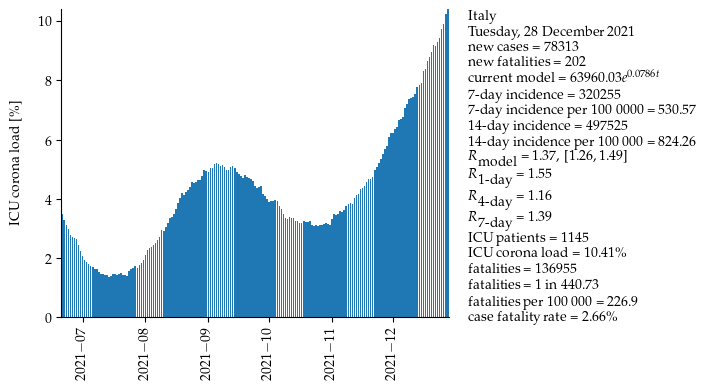 ICU corona load [%]
10
8
6
4
2
0
2021−07
2021−08
2021−09
2021−10
2021−11
2021−12
Italy
Tuesday, 28 December 2021
new cases = 78313
new fatalities = 202
current model = 63960.03e^0.0786t
7-day incidence = 320255
7-day incidence per 100 0000 = 530.57
14-day incidence = 497525
14-day incidence per 100 000 = 824.26
R_model = 1.37, [1.26, 1.49]
R_1-day = 1.55
R_4-day = 1.16
R_7-day = 1.39
ICU patients = 1145
ICU corona load = 10.41%
fatalities = 136955
fatalities = 1 in 440.73
fatalities per 100 000 = 226.9
case fatality rate = 2.66%